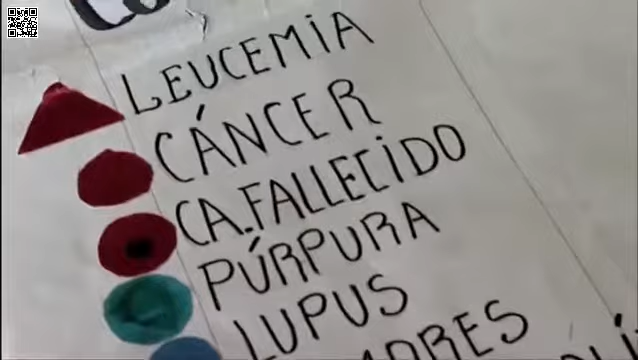 LEUCEMIA
CÁNCER
CA.FALLECIDO
PÚRPURA
LUPUS